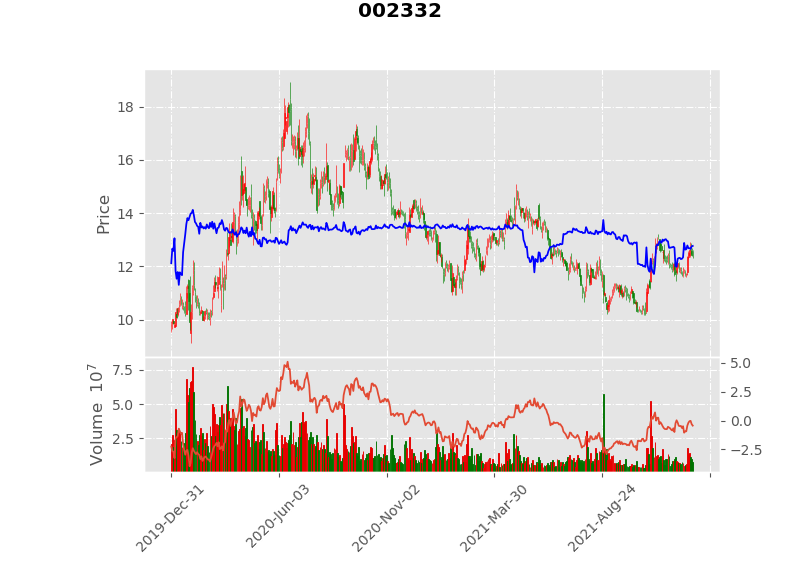 002332
Price
18
16
14
12
10
Volume 10^7
7.5
5.0
2.5
5.0
2.5
0.0
−2.5
2019-Dec-31
2020-Jun-03
2020-Nov-02
2021-Mar-30
2021-Aug-24